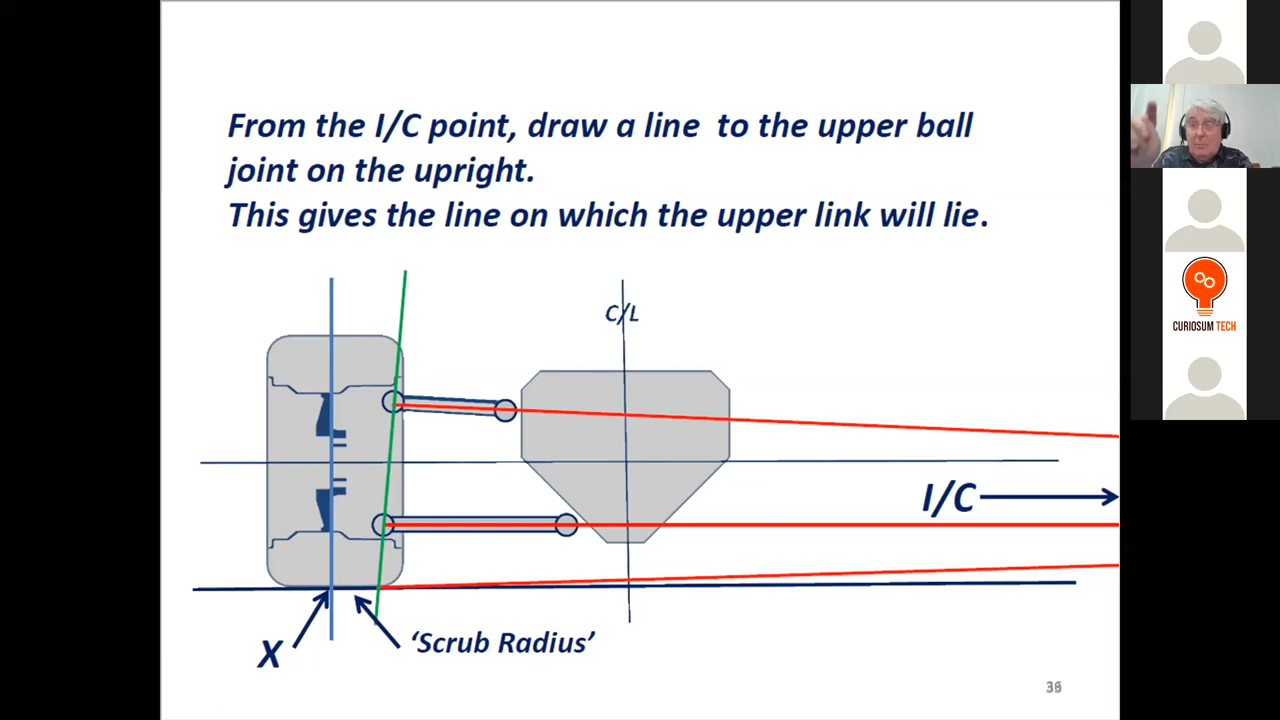 From the I/C point, draw a line to the upper ball
joint on the upright.
This gives the line on which the upper link will lie.
C/L
I/C
X
‘Scrub Radius’
CURIOSUM TECH